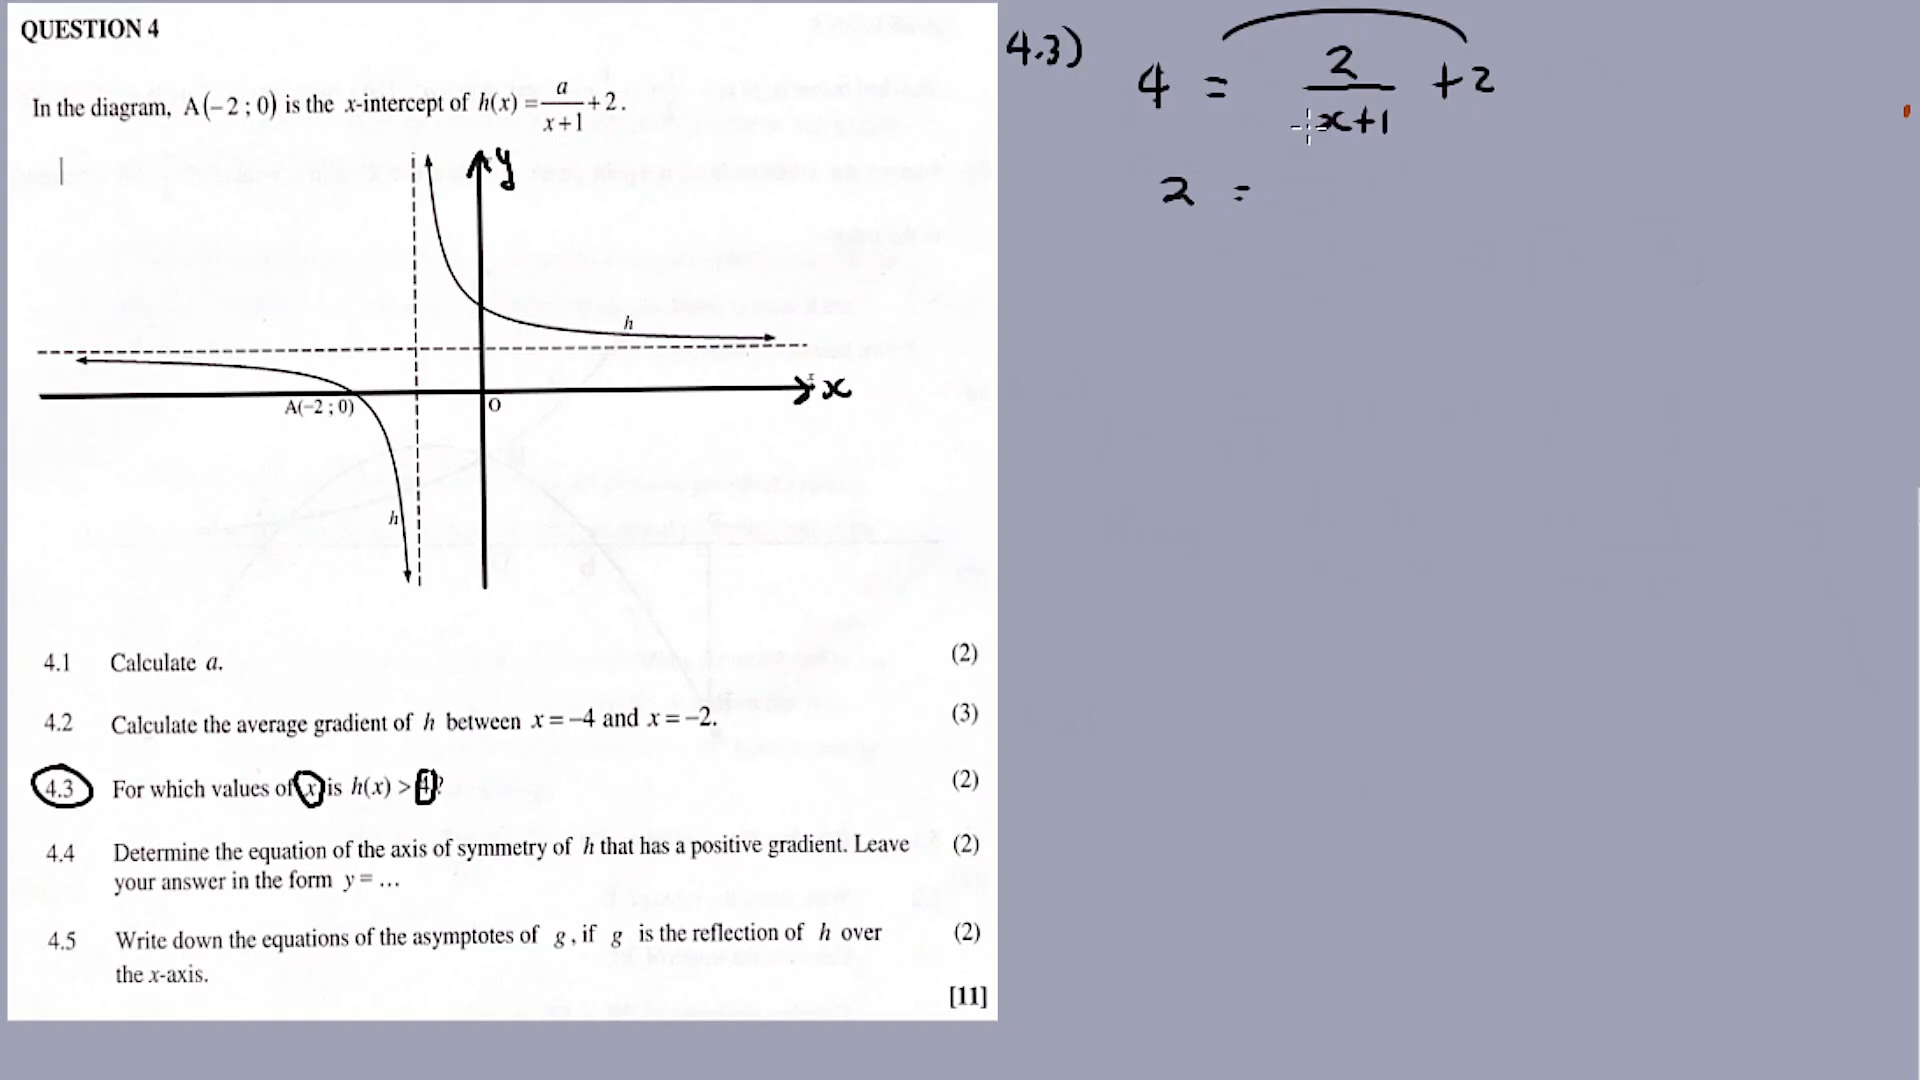 QUESTION 4
In the diagram, A(−2 ; 0) is the x-intercept of h(x) = a/(x+1) + 2.
y
h
x
A(−2 ; 0)
O
h
4.1 Calculate a. (2)
4.2 Calculate the average gradient of h between x = −4 and x = −2. (3)
4.3 For which values of x is h(x) > 4? (2)
4.4 Determine the equation of the axis of symmetry of h that has a positive gradient. Leave (2)
your answer in the form y = …
4.5 Write down the equations of the asymptotes of g, if g is the reflection of h over (2)
the x-axis.
[11]
4.3) 4 = 2/(x+1) + 2
2 =